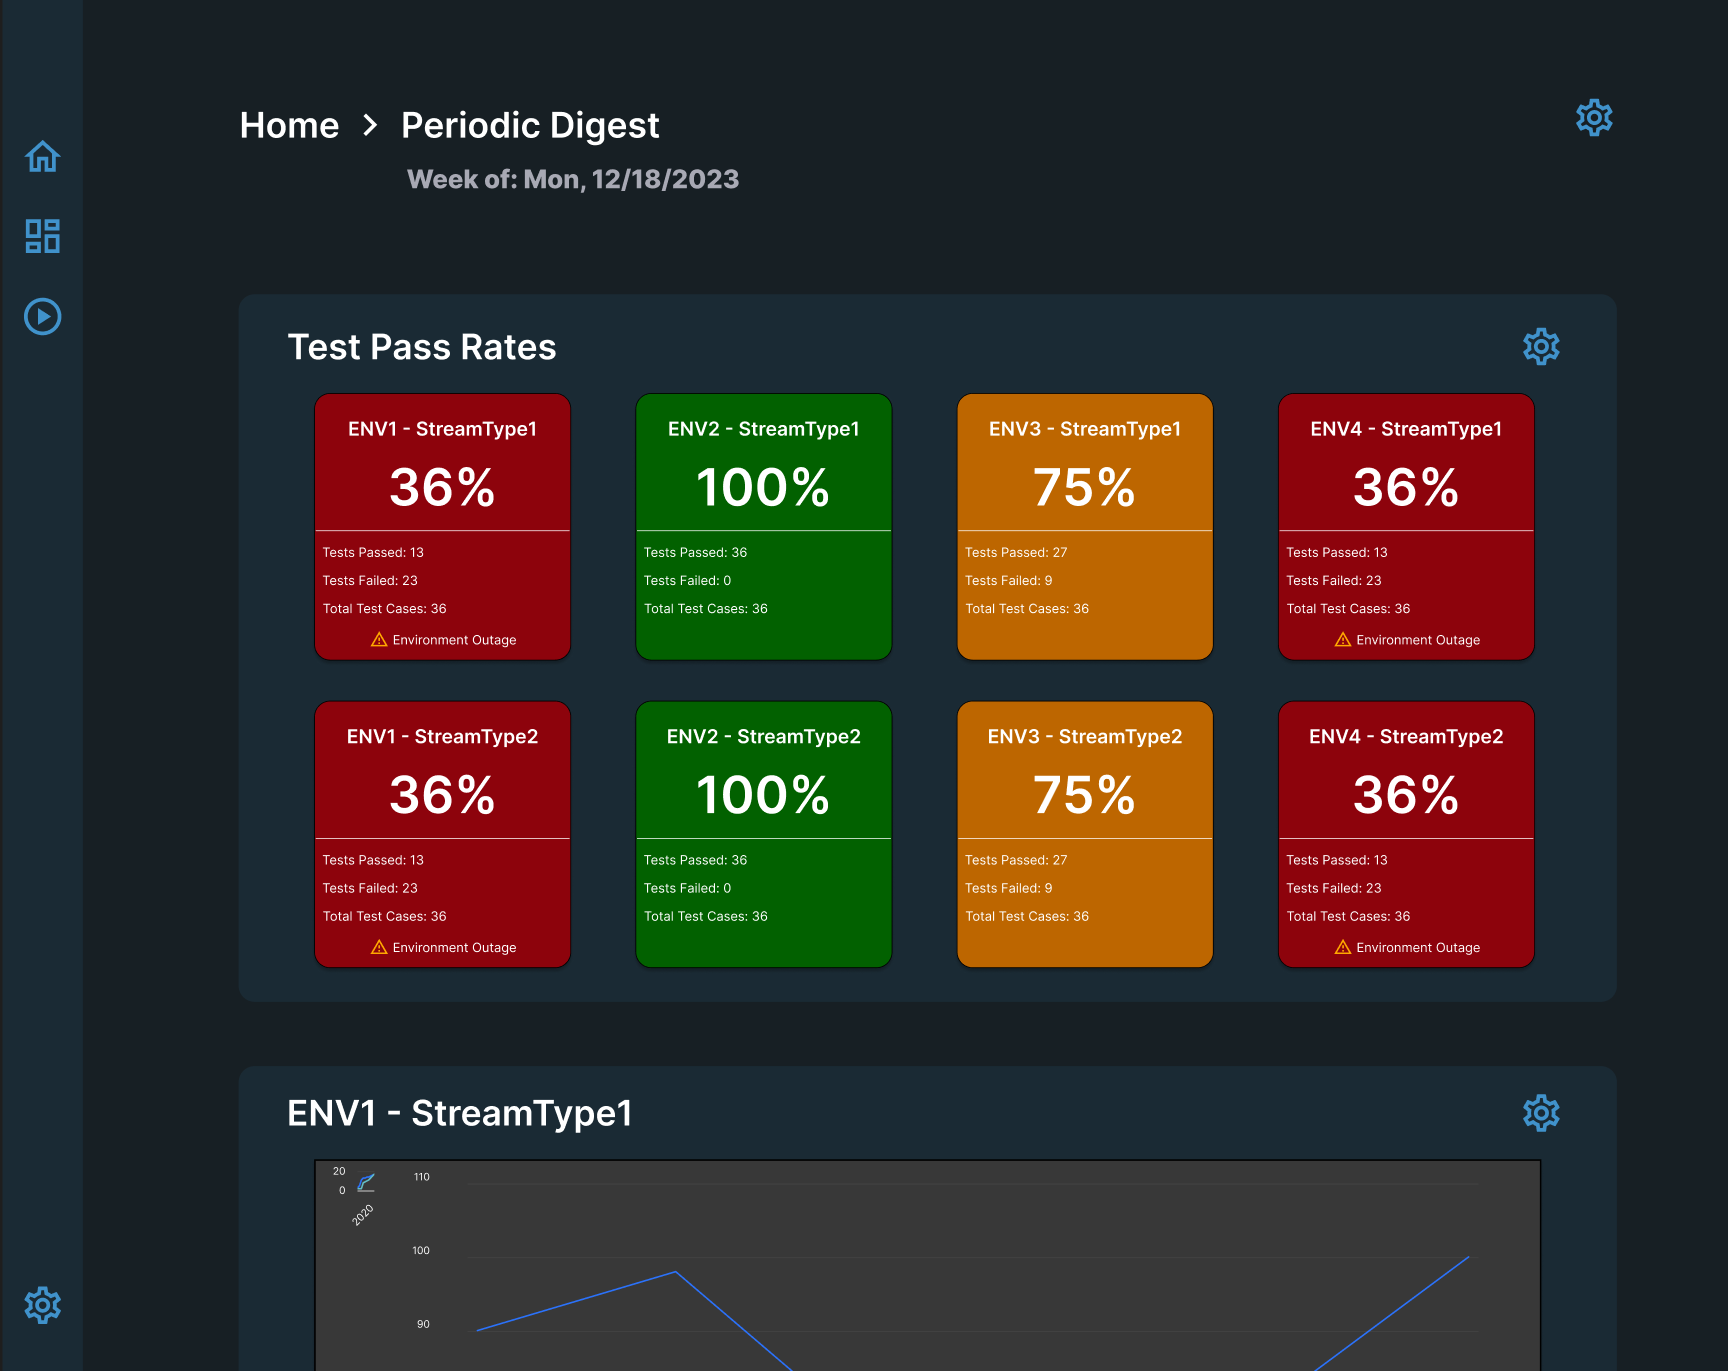 Home > Periodic Digest
Week of: Mon, 12/18/2023
Test Pass Rates
ENV1 - StreamType1
36%
Tests Passed: 13
Tests Failed: 23
Total Test Cases: 36
Environment Outage
ENV2 - StreamType1
100%
Tests Passed: 36
Tests Failed: 0
Total Test Cases: 36
ENV3 - StreamType1
75%
Tests Passed: 27
Tests Failed: 9
Total Test Cases: 36
ENV4 - StreamType1
36%
Tests Passed: 13
Tests Failed: 23
Total Test Cases: 36
Environment Outage
ENV1 - StreamType2
36%
Tests Passed: 13
Tests Failed: 23
Total Test Cases: 36
Environment Outage
ENV2 - StreamType2
100%
Tests Passed: 36
Tests Failed: 0
Total Test Cases: 36
ENV3 - StreamType2
75%
Tests Passed: 27
Tests Failed: 9
Total Test Cases: 36
ENV4 - StreamType2
36%
Tests Passed: 13
Tests Failed: 23
Total Test Cases: 36
Environment Outage
ENV1 - StreamType1
20
0
2020
110
100
90